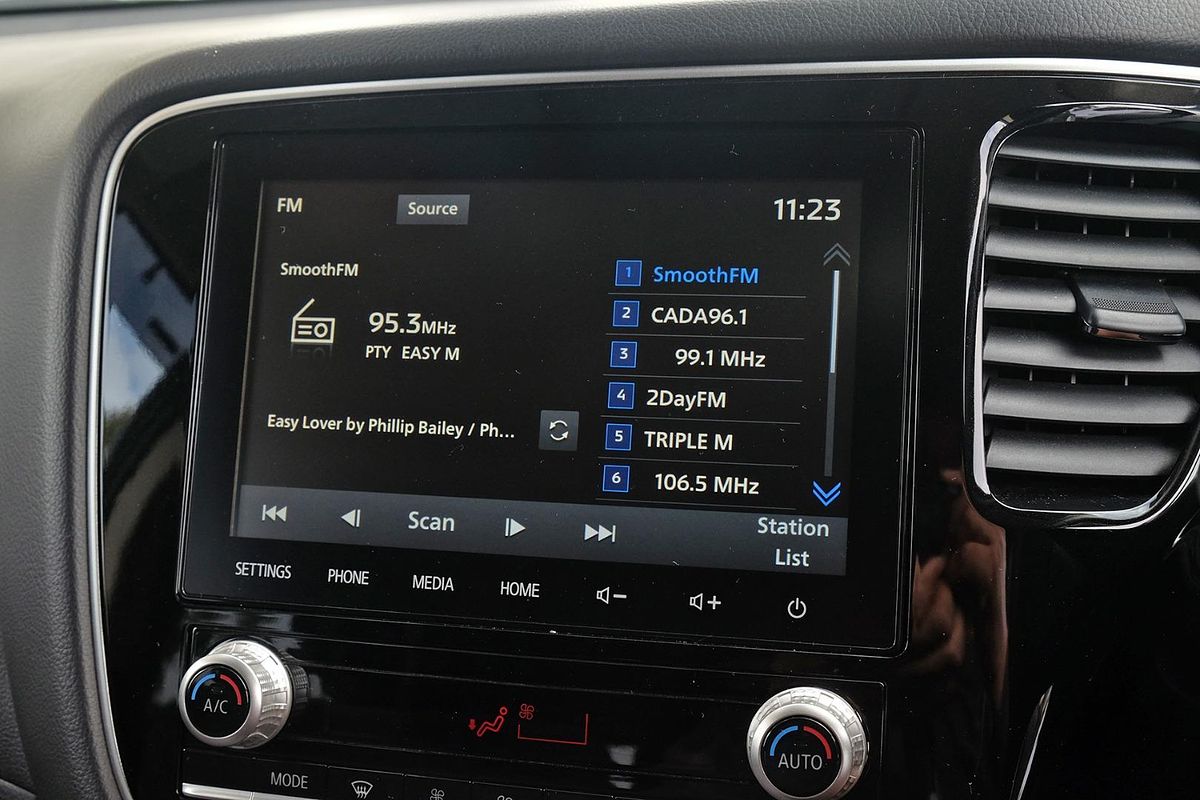 FM
Source
11:23
SmoothFM
95.3MHz
PTY EASY M
Easy Lover by Phillip Bailey / Ph...
1 SmoothFM
2 CADA96.1
3 99.1 MHz
4 2DayFM
5 TRIPLE M
6 106.5 MHz
Scan
Station
List
SETTINGS
PHONE
MEDIA
HOME
A/C
AUTO
MODE